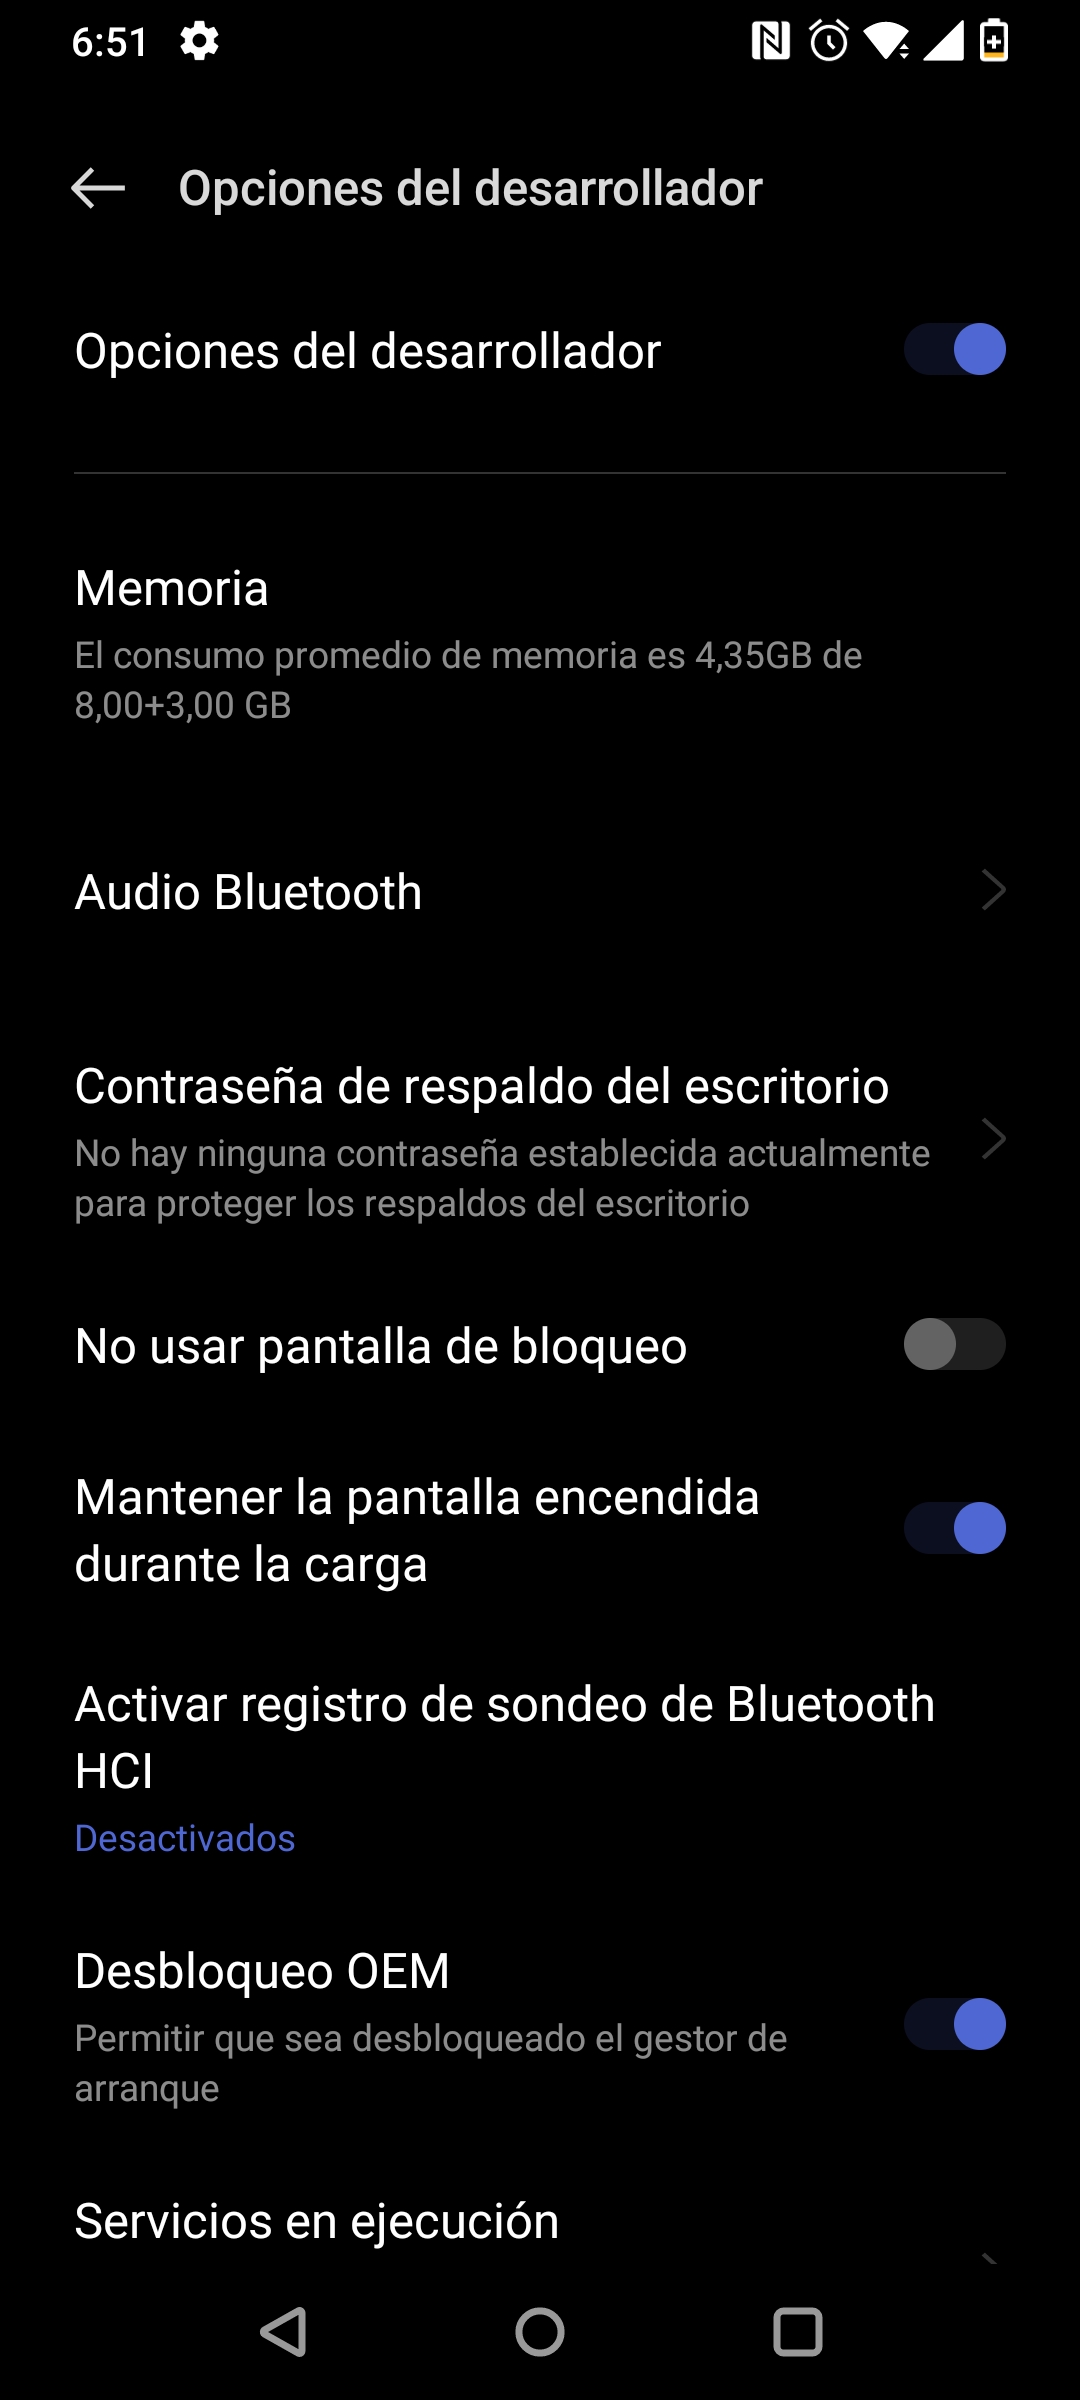 6:51
Opciones del desarrollador
Opciones del desarrollador
Memoria
El consumo promedio de memoria es 4,35GB de
8,00+3,00 GB
Audio Bluetooth
Contraseña de respaldo del escritorio
No hay ninguna contraseña establecida actualmente
para proteger los respaldos del escritorio
No usar pantalla de bloqueo
Mantener la pantalla encendida
durante la carga
Activar registro de sondeo de Bluetooth
HCI
Desactivados
Desbloqueo OEM
Permitir que sea desbloqueado el gestor de
arranque
Servicios en ejecución